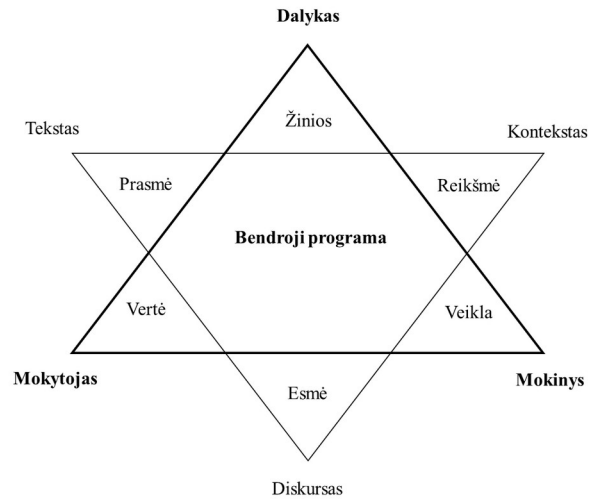 Dalykas
Žinios
Tekstas
Kontekstas
Prasmė
Reikšmė
Bendroji programa
Vertė
Veikla
Mokytojas
Mokinys
Esmė
Diskursas